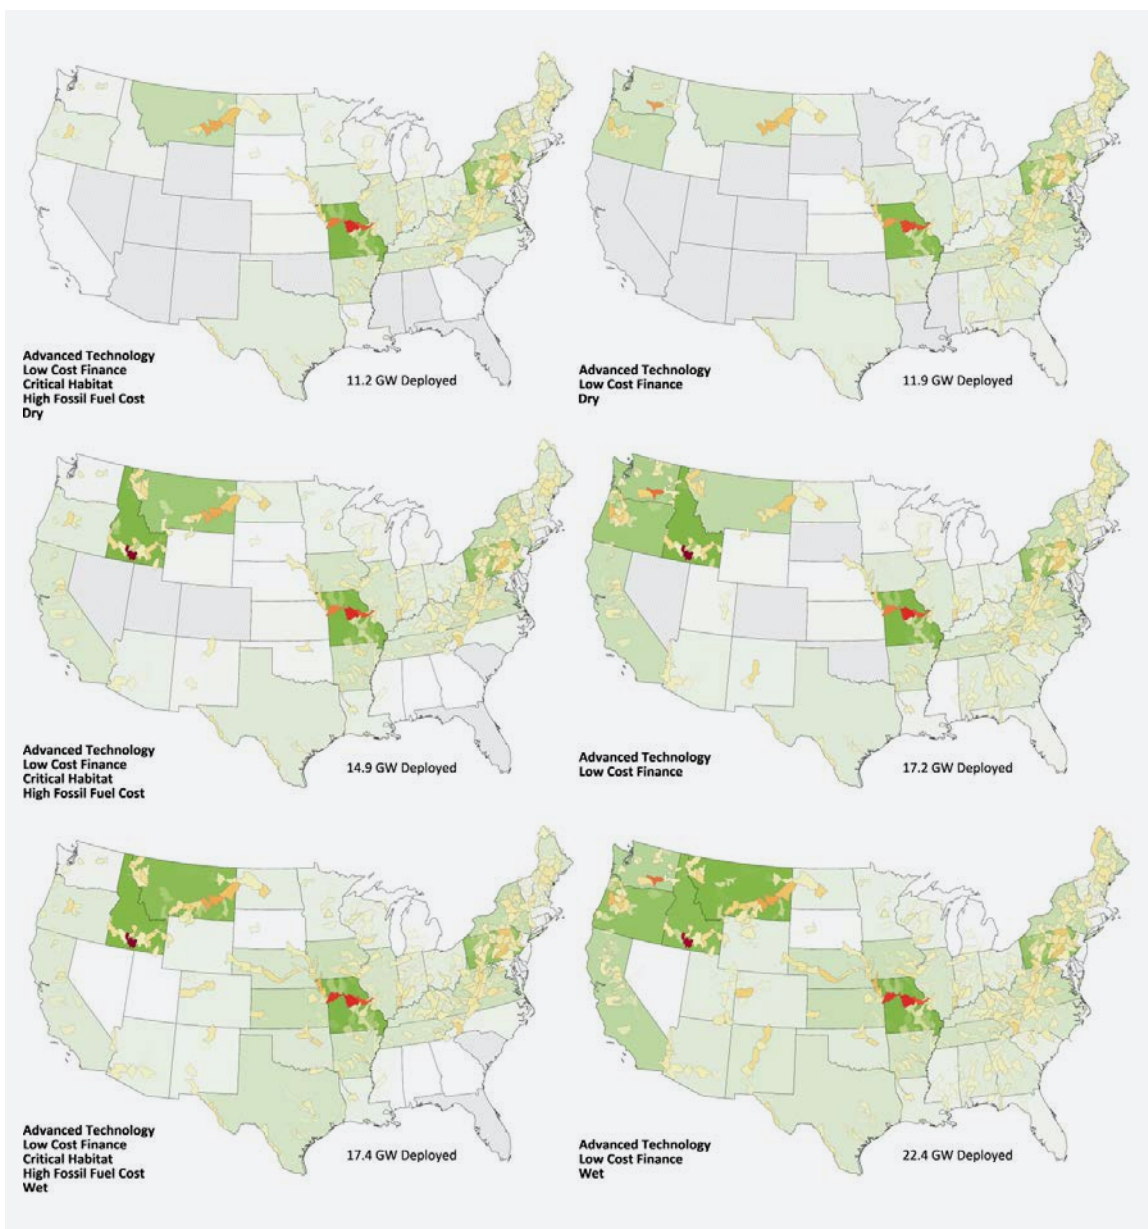 Advanced Technology
Low Cost Finance
Critical Habitat
High Fossil Fuel Cost
Dry
11.2 GW Deployed
Advanced Technology
Low Cost Finance
Dry
11.9 GW Deployed
Advanced Technology
Low Cost Finance
Critical Habitat
High Fossil Fuel Cost
14.9 GW Deployed
Advanced Technology
Low Cost Finance
17.2 GW Deployed
Advanced Technology
Low Cost Finance
Critical Habitat
High Fossil Fuel Cost
Wet
17.4 GW Deployed
Advanced Technology
Low Cost Finance
Wet
22.4 GW Deployed